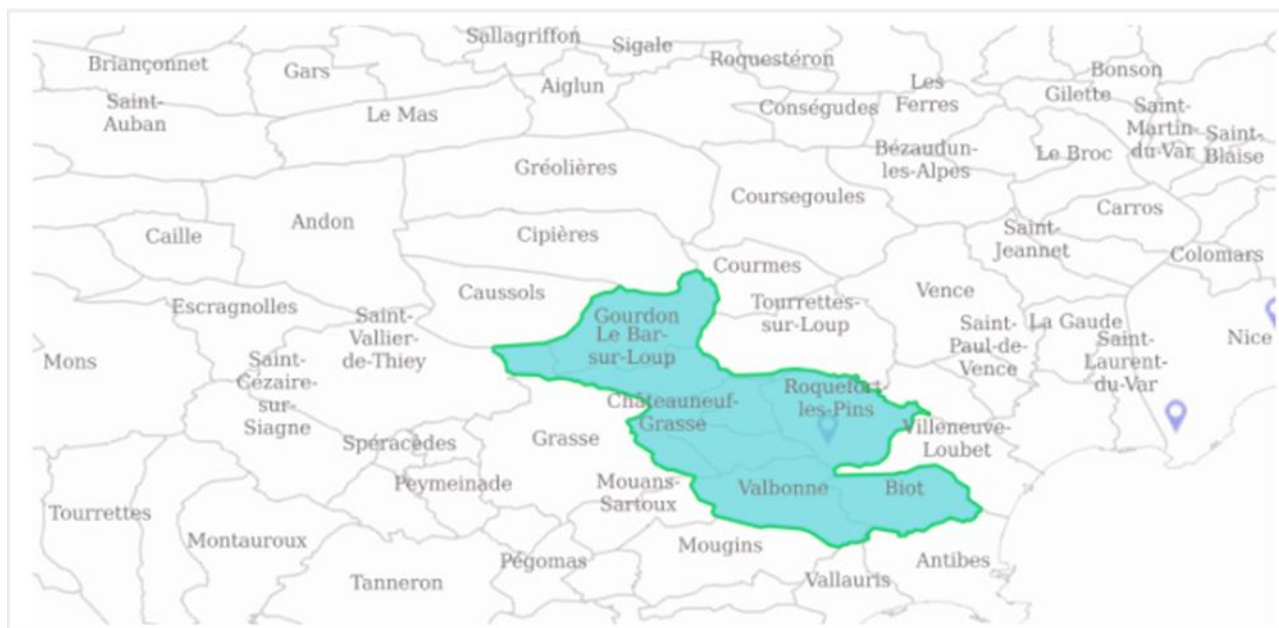 Sallagriffon
Sigale
Briançonnet
Gars
Roquestéron
Bonson
Aiglun
Les
Ferres
Gilette
Saint-
Auban
Le Mas
Conségudes
Saint-
Martin-
du-Var
Saint-
Blaise
Bézaudun-
les-Alpes
Le Broc
Gréolières
Coursegoules
Carros
Andon
Caille
Cipières
Saint-
Jeannet
Colomars
Courmes
Caussols
Vence
Escragnolles
Tourrettes-
sur-Loup
Saint-
Vallier-
de-Thiey
Gourdon
Le Bar-
sur-Loup
Saint-
Paul-de-
Vence
La Gaude
Saint-
Laurent-
du-Var
Nice
Mons
Saint-
Cézaire-
sur-
Siagne
Roquefort-
les-Pins
Châteauneuf-
Grasse
Villeneuve-
Loubet
Grasse
Spéracèdes
Peymeinade
Mouans-
Sartoux
Valbonne
Biot
Tourrettes
Montauroux
Mougins
Pégomas
Antibes
Tanneron
Vallauris